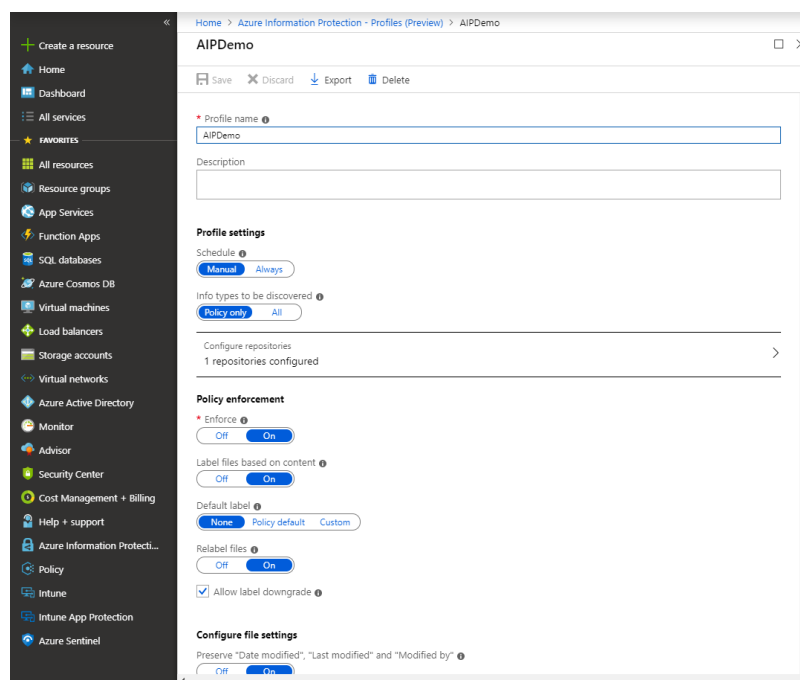 «
Create a resource
Home
Dashboard
All services
FAVORITES
All resources
Resource groups
App Services
Function Apps
SQL databases
Azure Cosmos DB
Virtual machines
Load balancers
Storage accounts
Virtual networks
Azure Active Directory
Monitor
Advisor
Security Center
Cost Management + Billing
Help + support
Azure Information Protecti...
Policy
Intune
Intune App Protection
Azure Sentinel
Home > Azure Information Protection - Profiles (Preview) > AIPDemo
AIPDemo
Save Discard Export Delete
* Profile name
AIPDemo
Description
Profile settings
Schedule
Manual Always
Info types to be discovered
Policy only All
Configure repositories
1 repositories configured
Policy enforcement
* Enforce
Off On
Label files based on content
Off On
Default label
None Policy default Custom
Relabel files
Off On
Allow label downgrade
Configure file settings
Preserve "Date modified", "Last modified" and "Modified by"
Off On